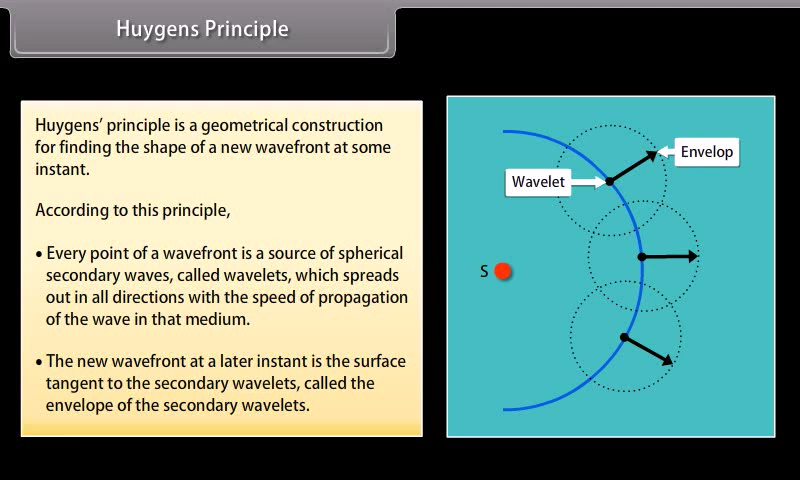 Huygens Principle
Huygens' principle is a geometrical construction
for finding the shape of a new wavefront at some
instant.
According to this principle,
• Every point of a wavefront is a source of spherical
secondary waves, called wavelets, which spreads
out in all directions with the speed of propagation
of the wave in that medium.
• The new wavefront at a later instant is the surface
tangent to the secondary wavelets, called the
envelope of the secondary wavelets.
Envelop
Wavelet
S